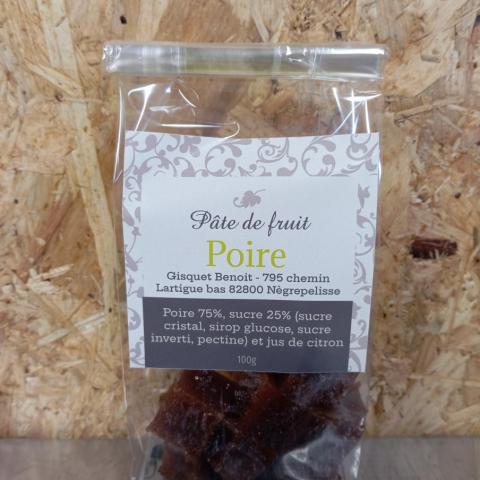 Pâte de fruit
Poire
Gisquet Benoit - 795 chemin
Lartigue bas 82800 Nègrepelisse
Poire 75%, sucre 25% (sucre
cristal, sirop glucose, sucre
inverti, pectine) et jus de citron
100g